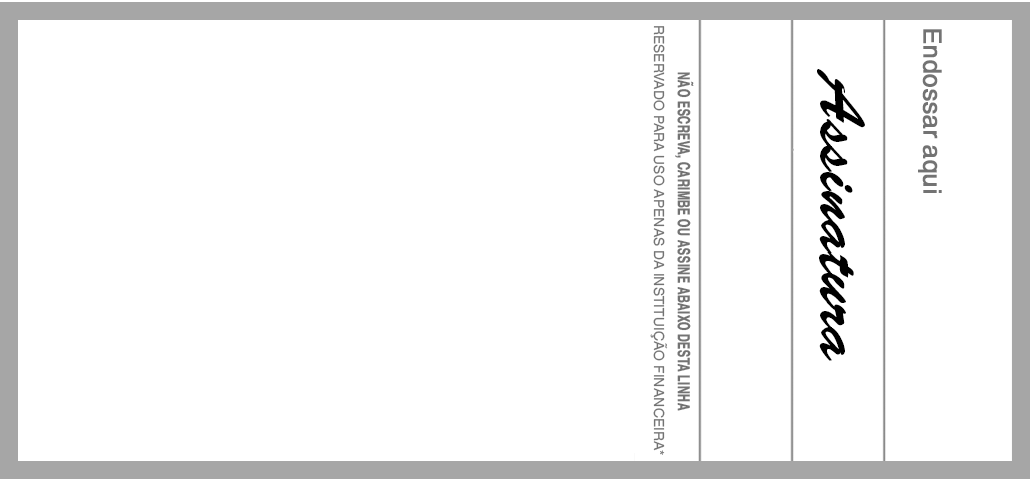 Endossar aqui
Assinatura
NÃO ESCREVA, CARIMBE OU ASSINE ABAIXO DESTA LINHA
RESERVADO PARA USO APENAS DA INSTITUIÇÃO FINANCEIRA*